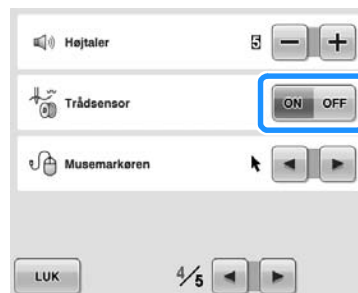 Højtaler 5 − +
Trådsensor ON OFF
Musemarkøren
LUK 4/5